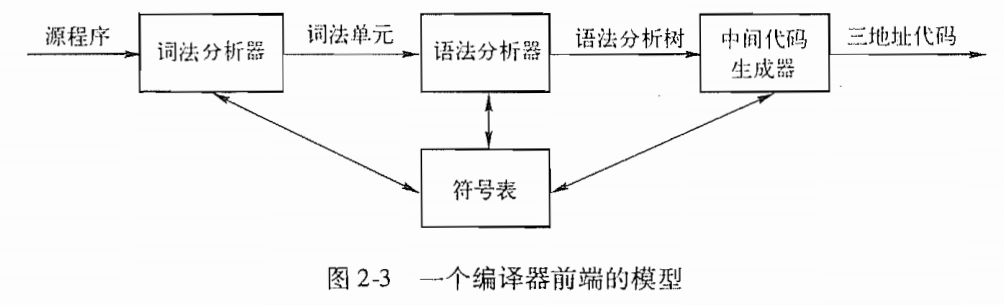 源程序
词法分析器
词法单元
语法分析器
语法分析树
中间代码
生成器
三地址代码
符号表
图 2-3 一个编译器前端的模型